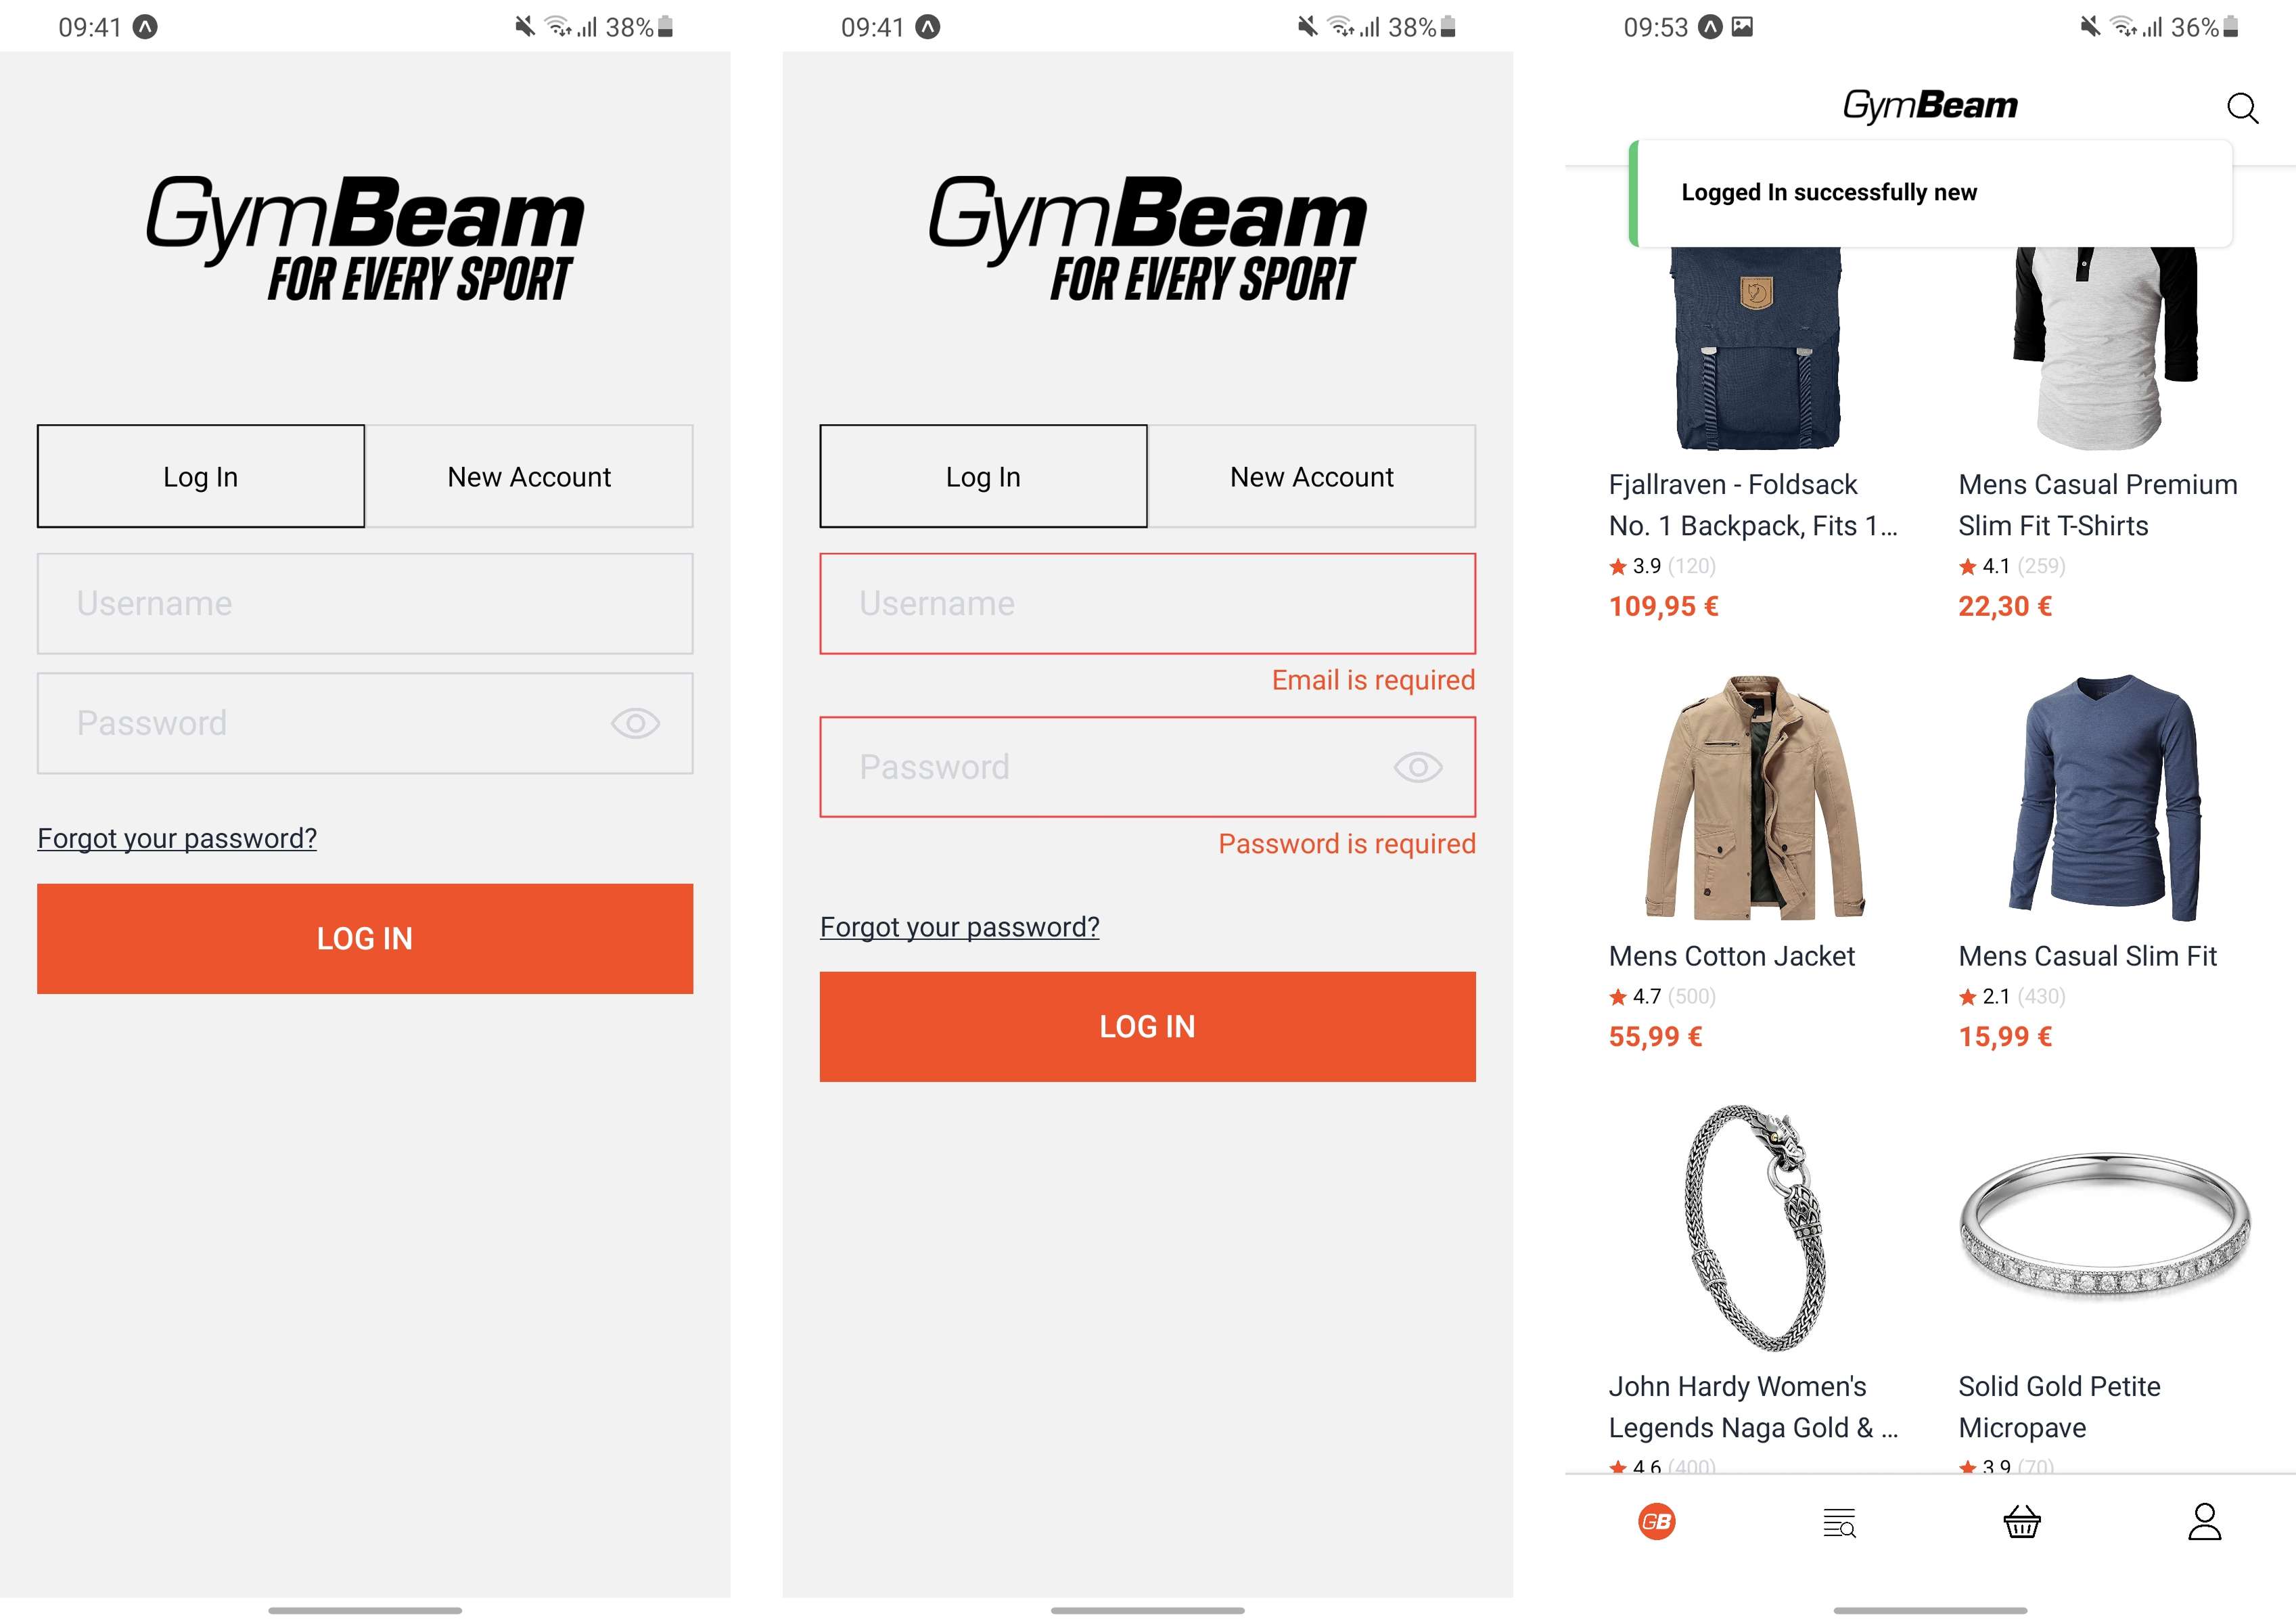 09:41
38%
GymBeam
FOR EVERY SPORT
Log In
New Account
Username
Password
Forgot your password?
LOG IN
09:41
38%
GymBeam
FOR EVERY SPORT
Log In
New Account
Username
Email is required
Password
Password is required
Forgot your password?
LOG IN
09:53
36%
GymBeam
Logged In successfully new
Fjallraven - Foldsack
No. 1 Backpack, Fits 1...
3.9 (120)
109,95 €
Mens Casual Premium
Slim Fit T-Shirts
4.1 (259)
22,30 €
Mens Cotton Jacket
4.7 (500)
55,99 €
Mens Casual Slim Fit
2.1 (430)
15,99 €
John Hardy Women's
Legends Naga Gold & ...
4.6 (400)
Solid Gold Petite
Micropave
3.9 (70)
GB